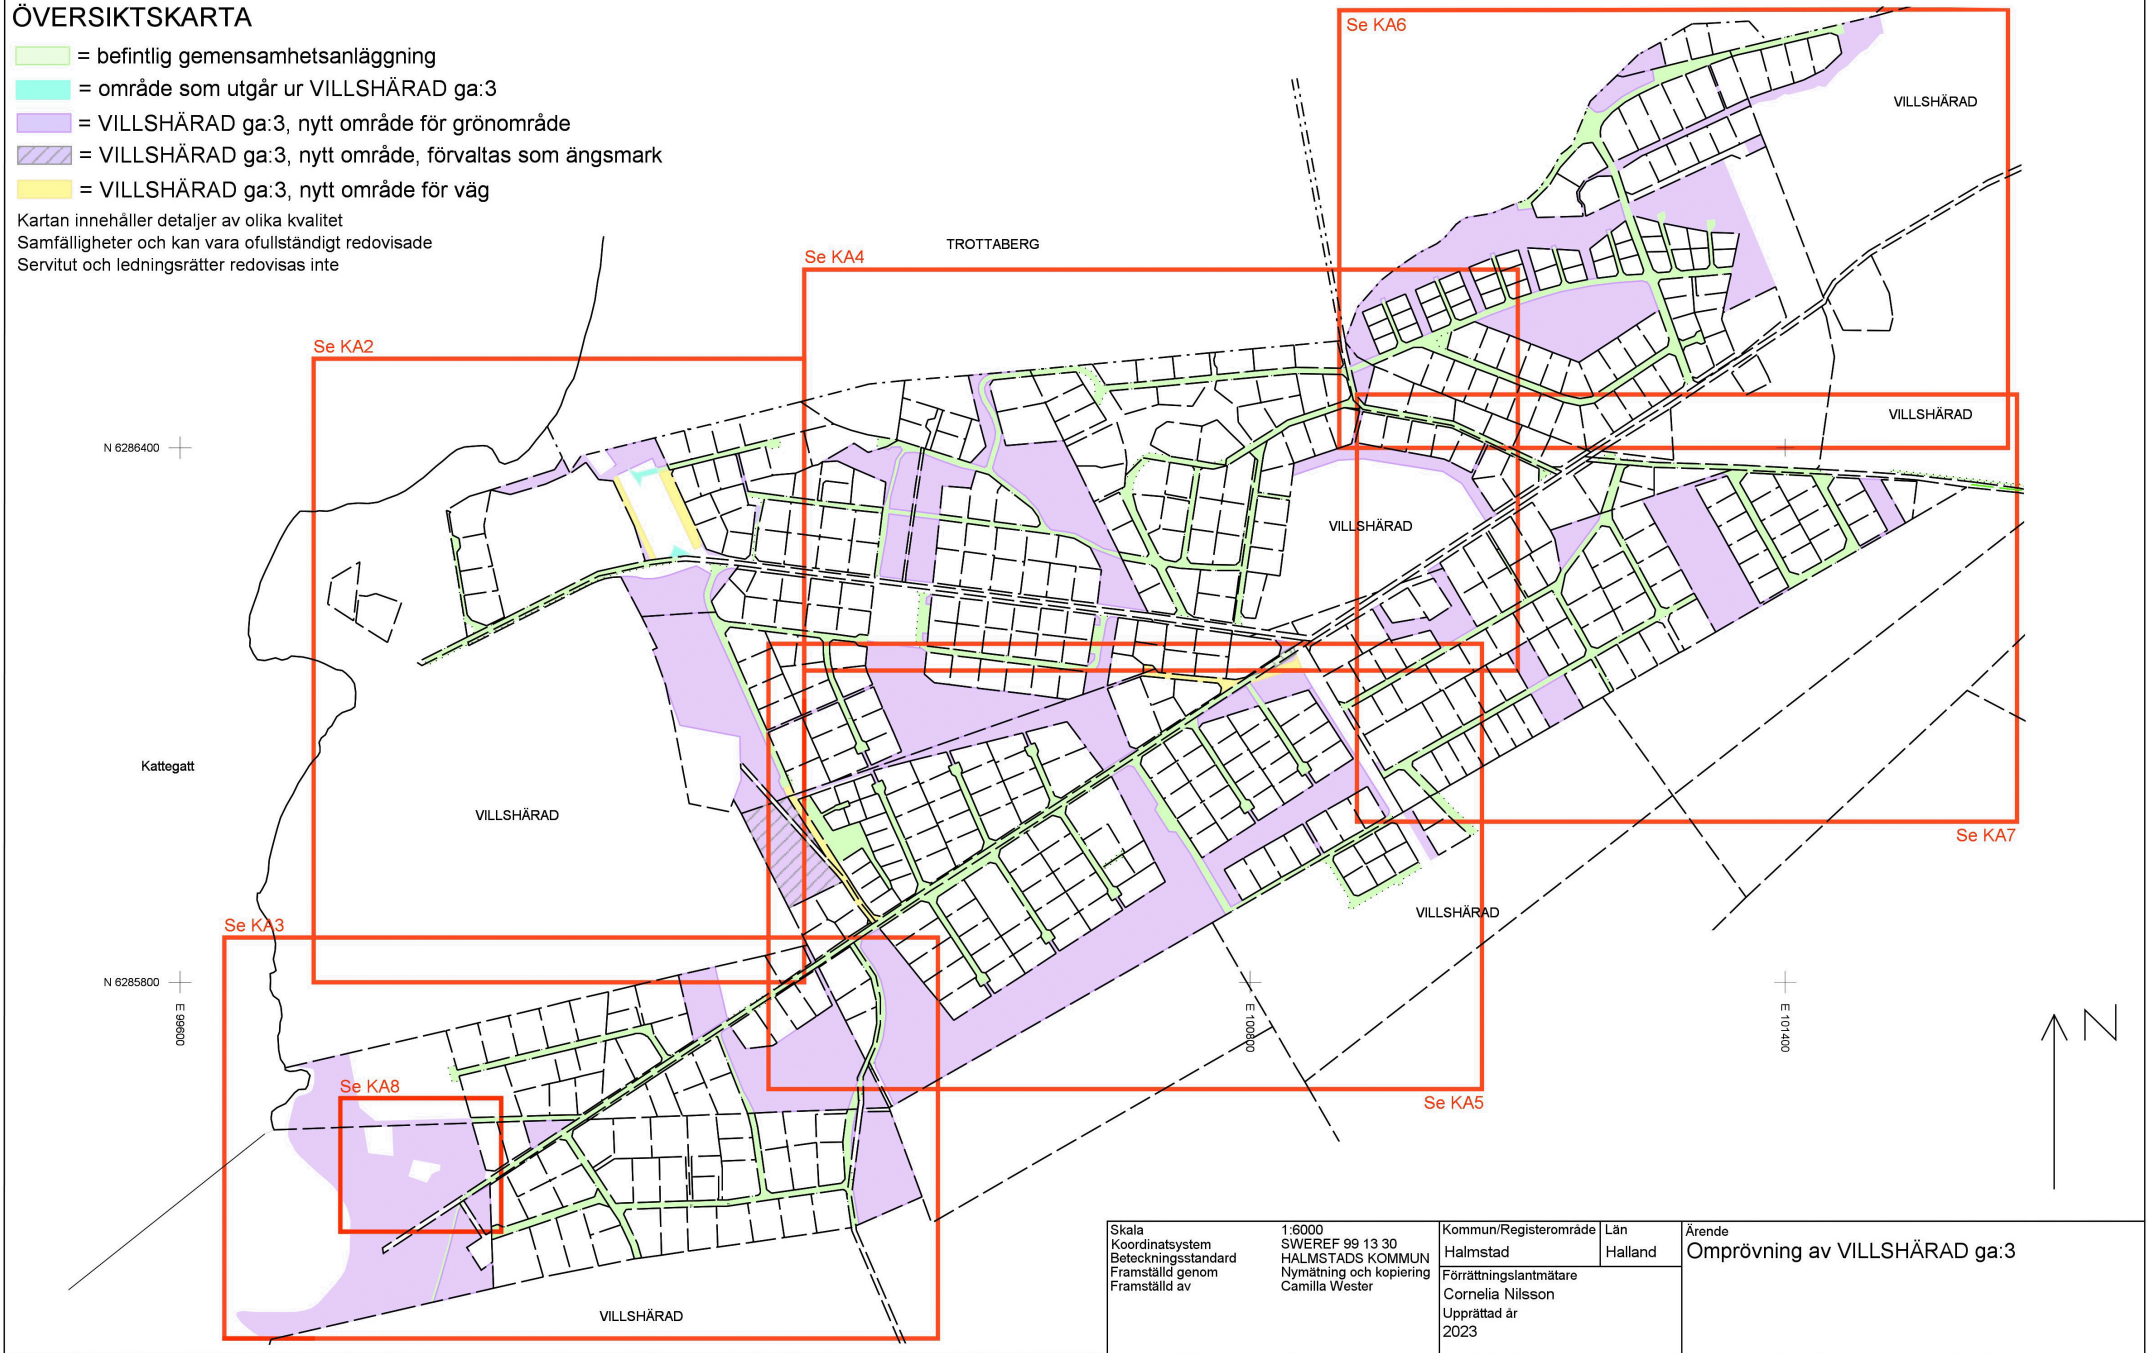 ÖVERSIKTSKARTA
= befintlig gemensamhetsanläggning
= område som utgår ur VILLSHÄRAD ga:3
= VILLSHÄRAD ga:3, nytt område för grönområde
= VILLSHÄRAD ga:3, nytt område, förvaltas som ängsmark
= VILLSHÄRAD ga:3, nytt område för väg
Kartan innehåller detaljer av olika kvalitet
Samfälligheter och kan vara ofullständigt redovisade
Servitut och ledningsrätter redovisas inte
Se KA6
VILLSHÄRAD
TROTTABERG
Se KA4
Se KA2
VILLSHÄRAD
N 6286400
VILLSHÄRAD
Kattegatt
VILLSHÄRAD
Se KA7
VILLSHÄRAD
Se KA3
N 6285800
E 99600
E 100800
E 101400
N
Se KA8
Se KA5
VILLSHÄRAD
Skala 1:6000
Koordinatsystem SWEREF 99 13 30
Beteckningsstandard HALMSTADS KOMMUN
Framställd genom Nymätning och kopiering
Framställd av Camilla Wester
Kommun/Registerområde
Halmstad
Län
Halland
Förrättningslantmätare
Cornelia Nilsson
Upprättad år
2023
Ärende
Omprövning av VILLSHÄRAD ga:3